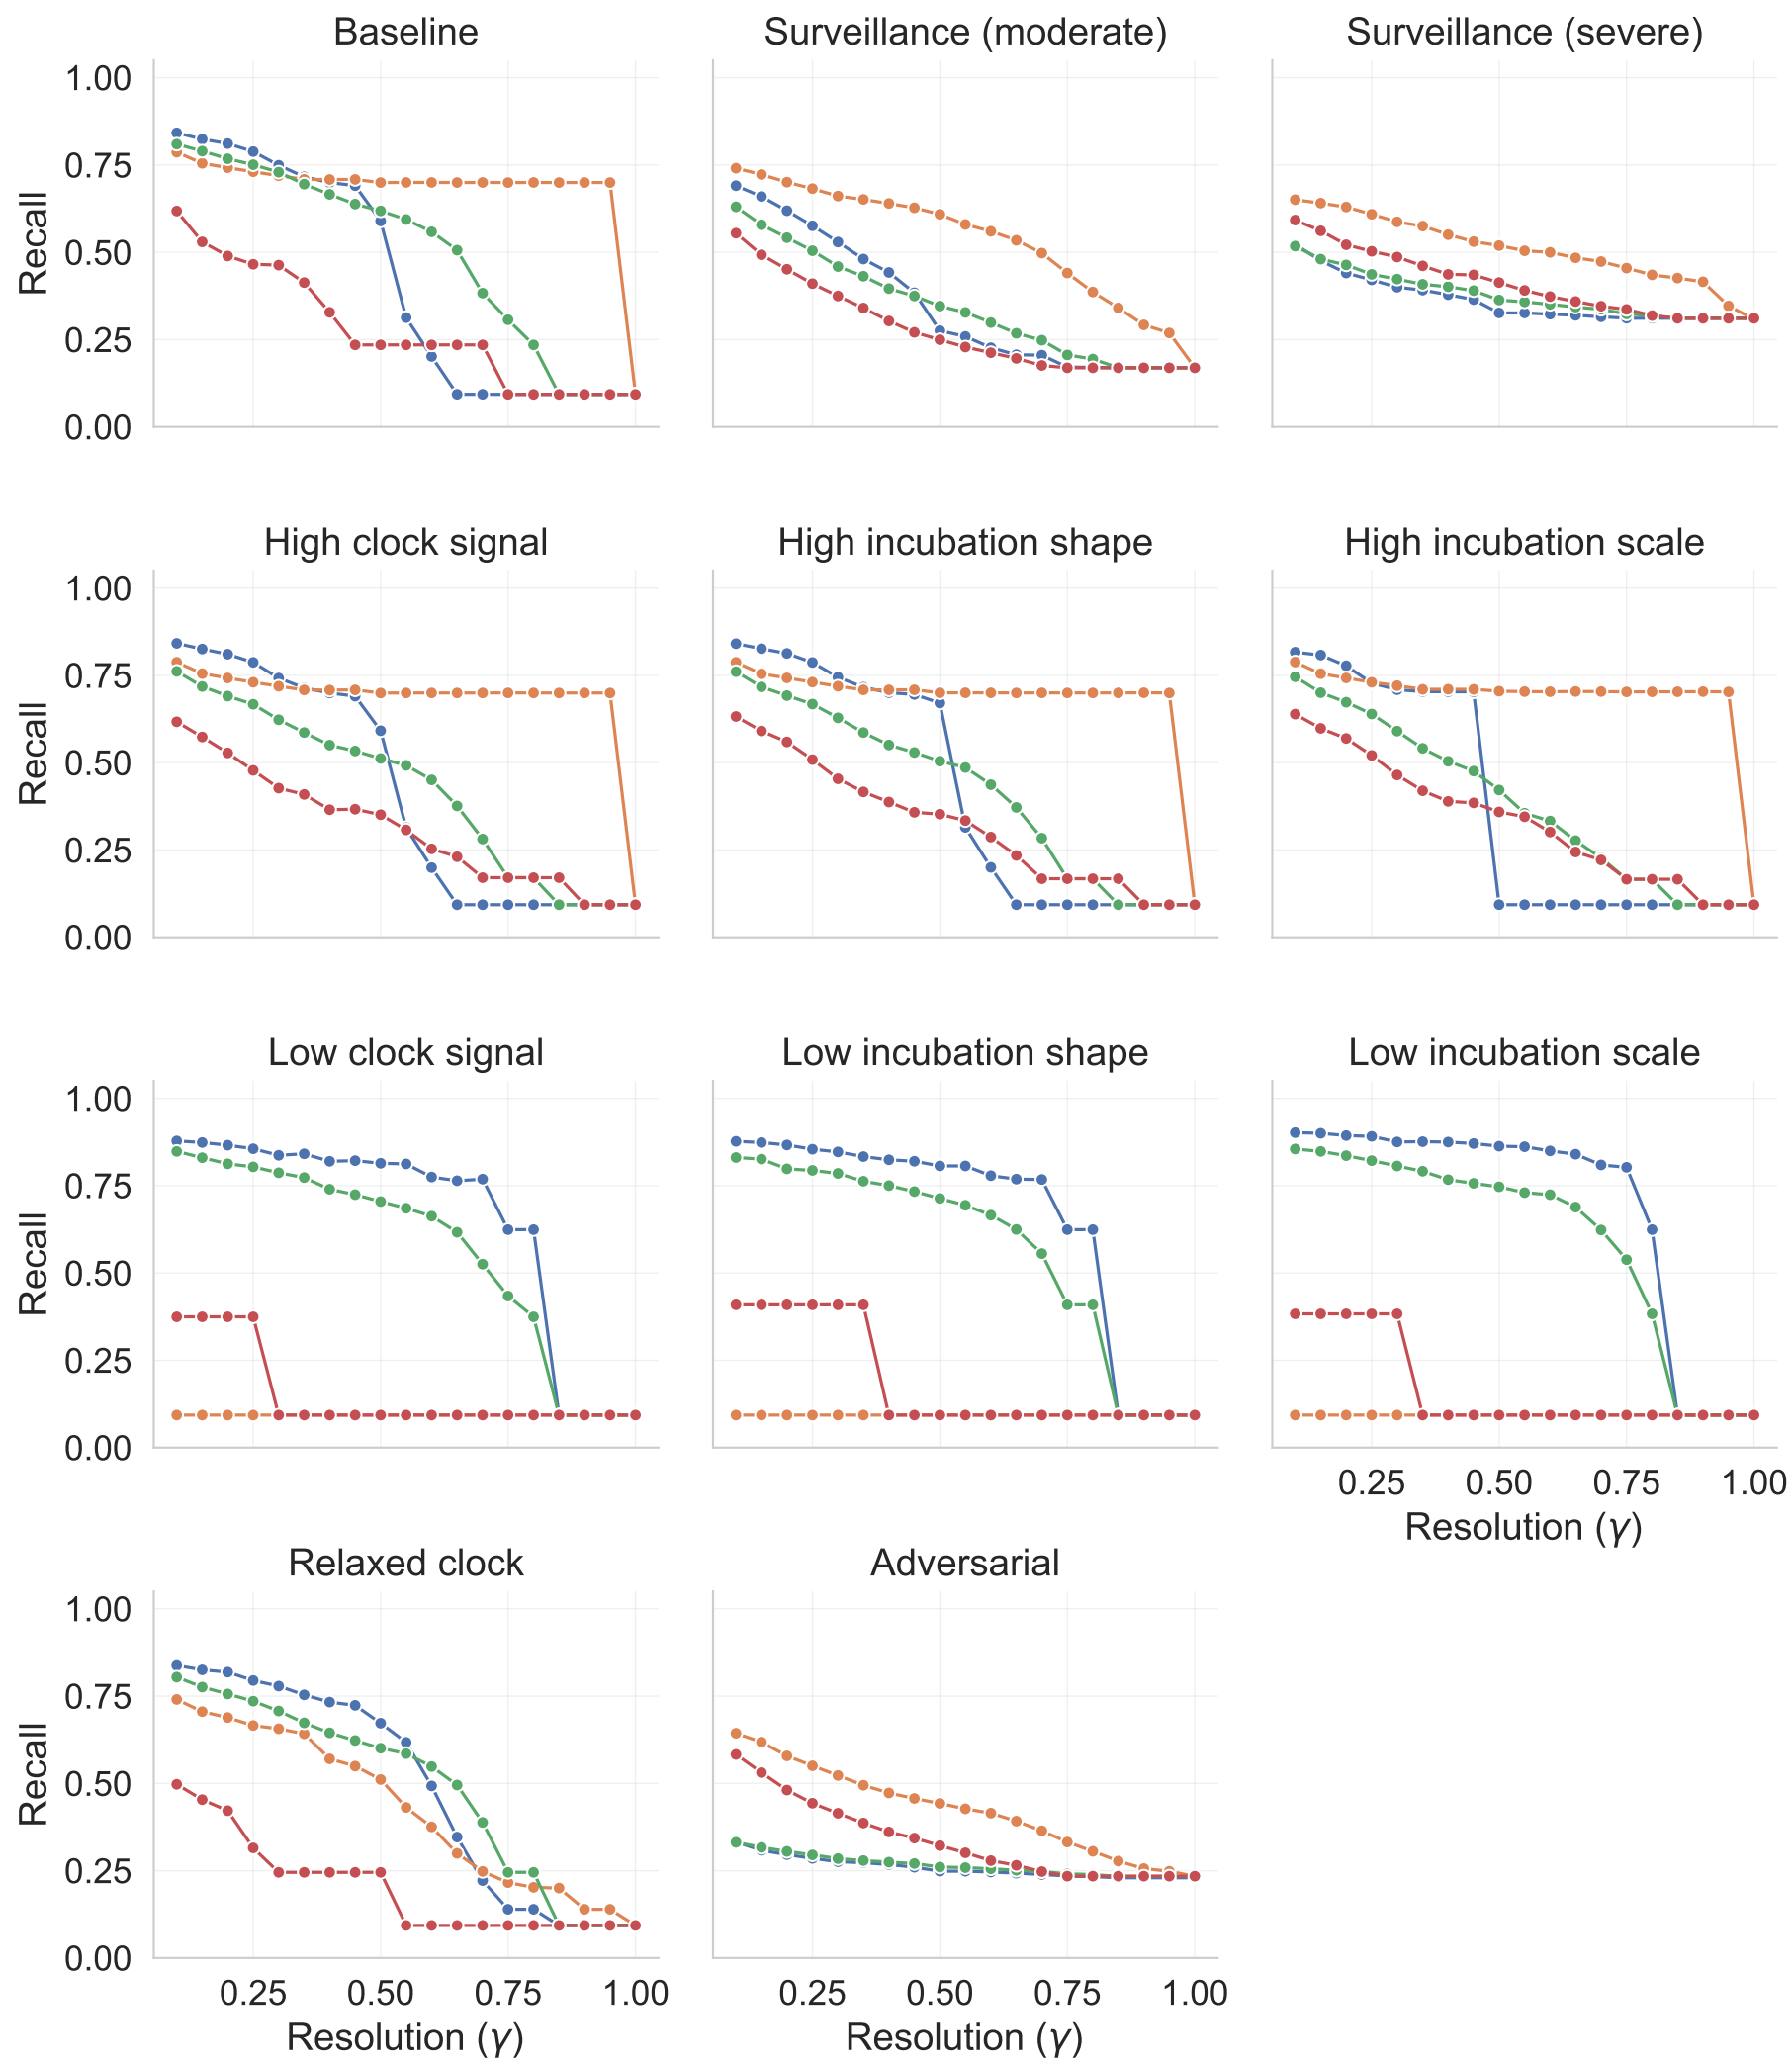 Baseline
Surveillance (moderate)
Surveillance (severe)
1.00
0.75
0.50
0.25
0.00
Recall
High clock signal
High incubation shape
High incubation scale
1.00
0.75
0.50
0.25
0.00
Recall
Low clock signal
Low incubation shape
Low incubation scale
1.00
0.75
0.50
0.25
0.00
Recall
0.25 0.50 0.75 1.00
Resolution (γ)
Relaxed clock
Adversarial
1.00
0.75
0.50
0.25
0.00
Recall
0.25 0.50 0.75 1.00
Resolution (γ)
0.25 0.50 0.75 1.00
Resolution (γ)